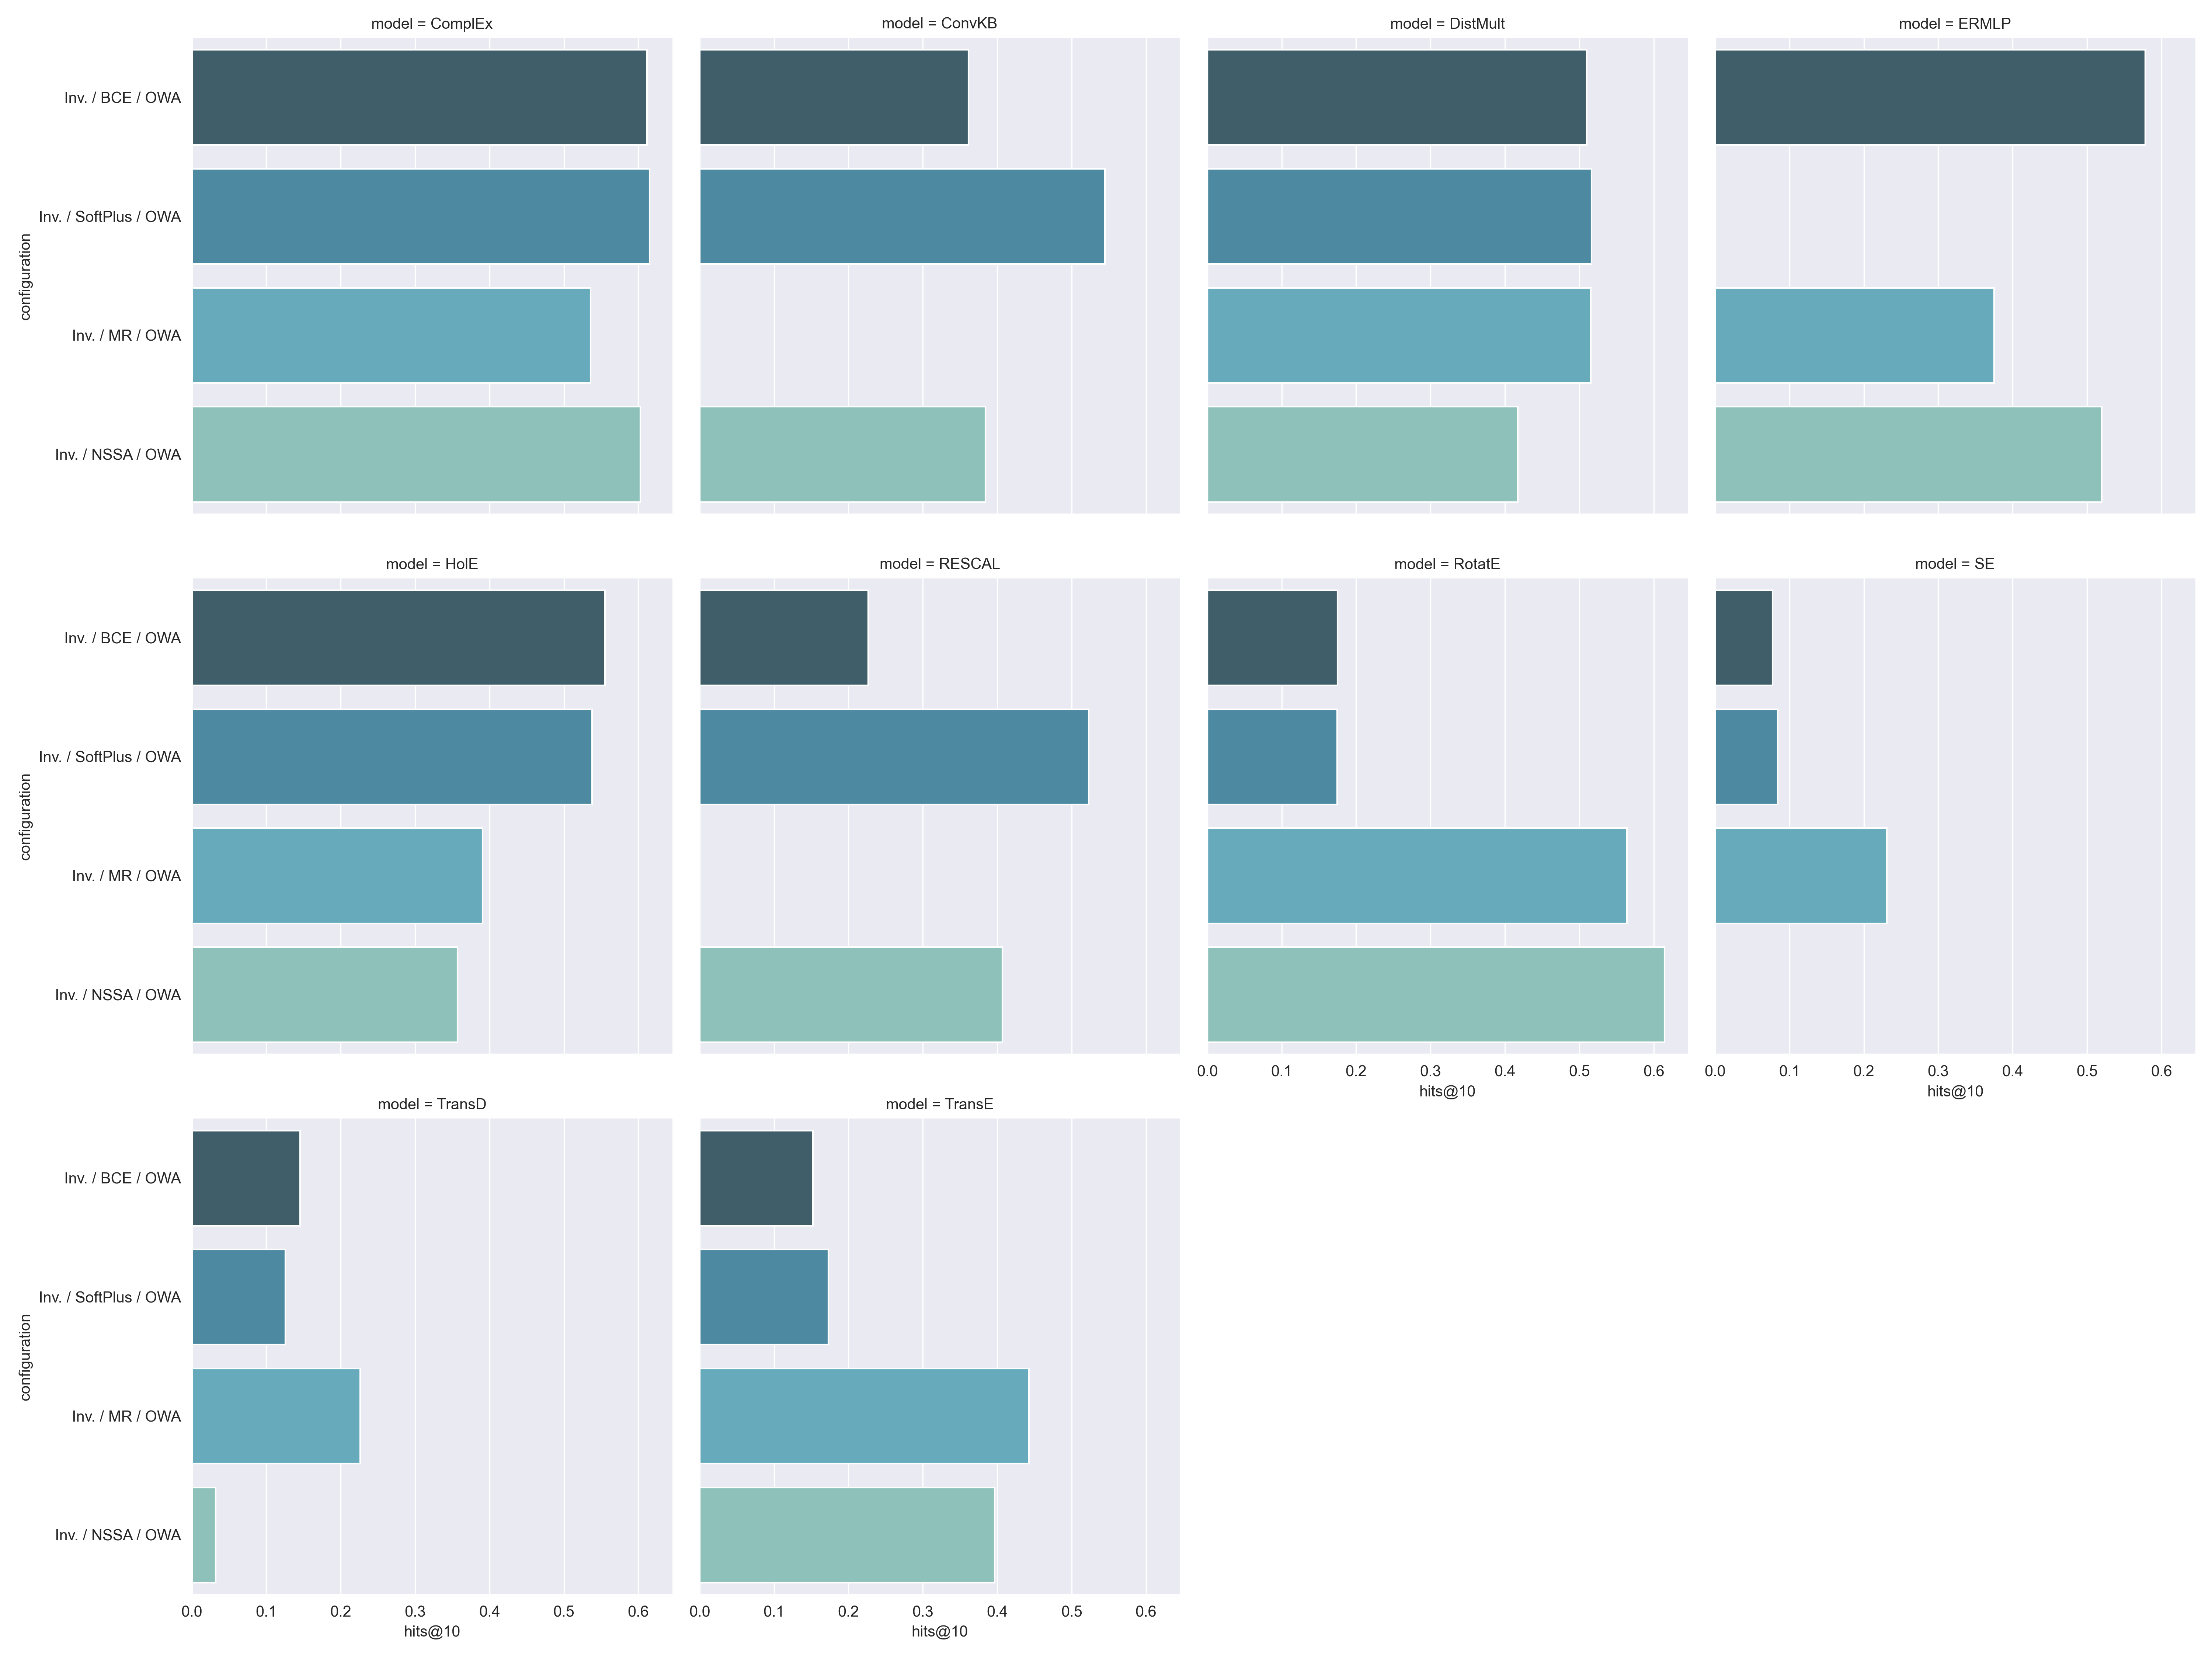 model = ComplEx
model = ConvKB
model = DistMult
model = ERMLP
configuration
Inv. / BCE / OWA
Inv. / SoftPlus / OWA
Inv. / MR / OWA
Inv. / NSSA / OWA
model = HolE
model = RESCAL
model = RotatE
model = SE
configuration
Inv. / BCE / OWA
Inv. / SoftPlus / OWA
Inv. / MR / OWA
Inv. / NSSA / OWA
0.0 0.1 0.2 0.3 0.4 0.5 0.6
hits@10
0.0 0.1 0.2 0.3 0.4 0.5 0.6
hits@10
model = TransD
model = TransE
configuration
Inv. / BCE / OWA
Inv. / SoftPlus / OWA
Inv. / MR / OWA
Inv. / NSSA / OWA
0.0 0.1 0.2 0.3 0.4 0.5 0.6
hits@10
0.0 0.1 0.2 0.3 0.4 0.5 0.6
hits@10